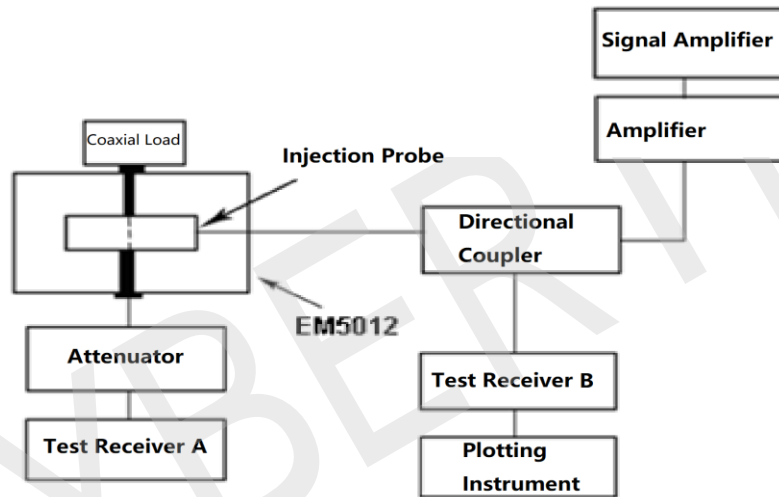 Signal Amplifier
Amplifier
Coaxial Load
Injection Probe
Directional
Coupler
EM5012
Attenuator
Test Receiver B
Test Receiver A
Plotting
Instrument